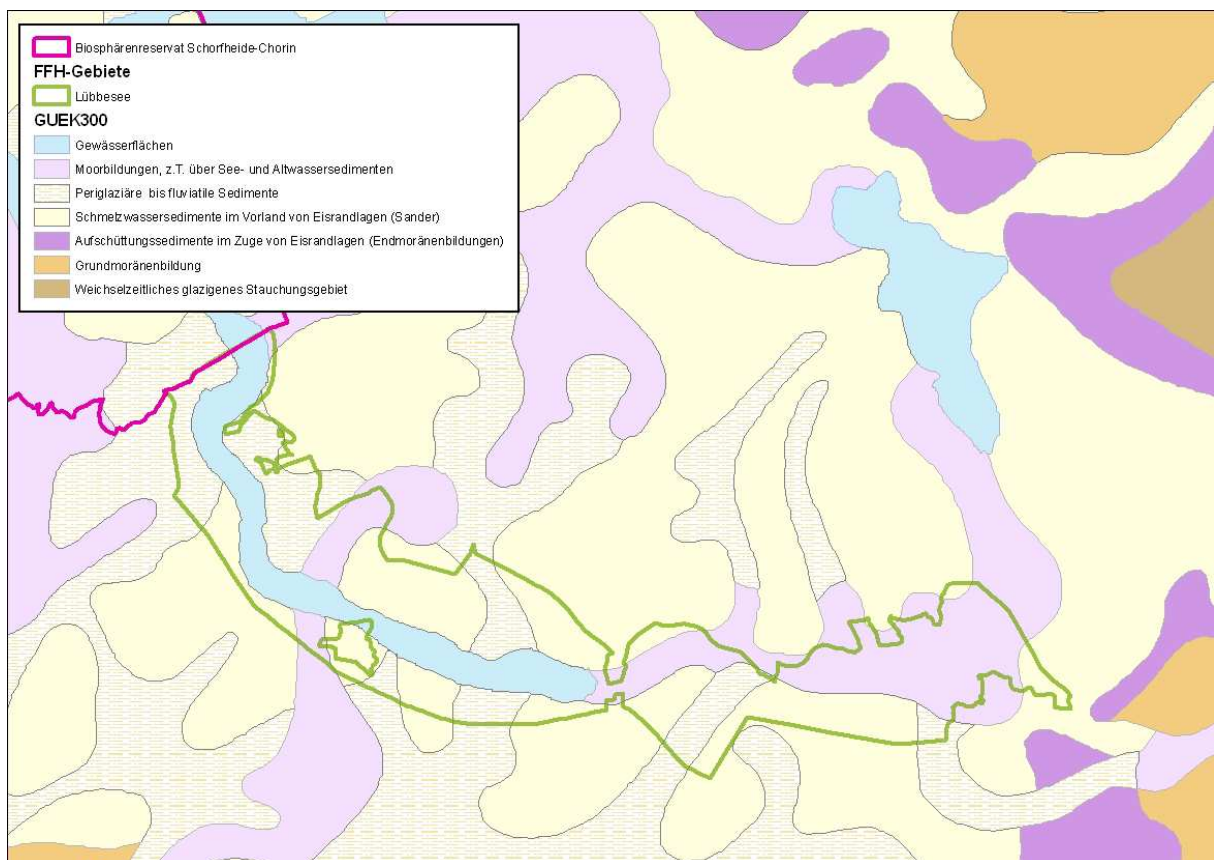 Biosphärenreservat Schorfheide-Chorin
FFH-Gebiete
Lübbesee
GUEK300
Gewässerflächen
Moorbildungen, z.T. über See- und Altwassersedimenten
Periglaziäre bis fluviatile Sedimente
Schmelzwassersedimente im Vorland von Eisrandlagen (Sander)
Aufschüttungssedimente im Zuge von Eisrandlagen (Endmoränenbildungen)
Grundmoränenbildung
Weichselzeitliches glazigenes Stauchungsgebiet